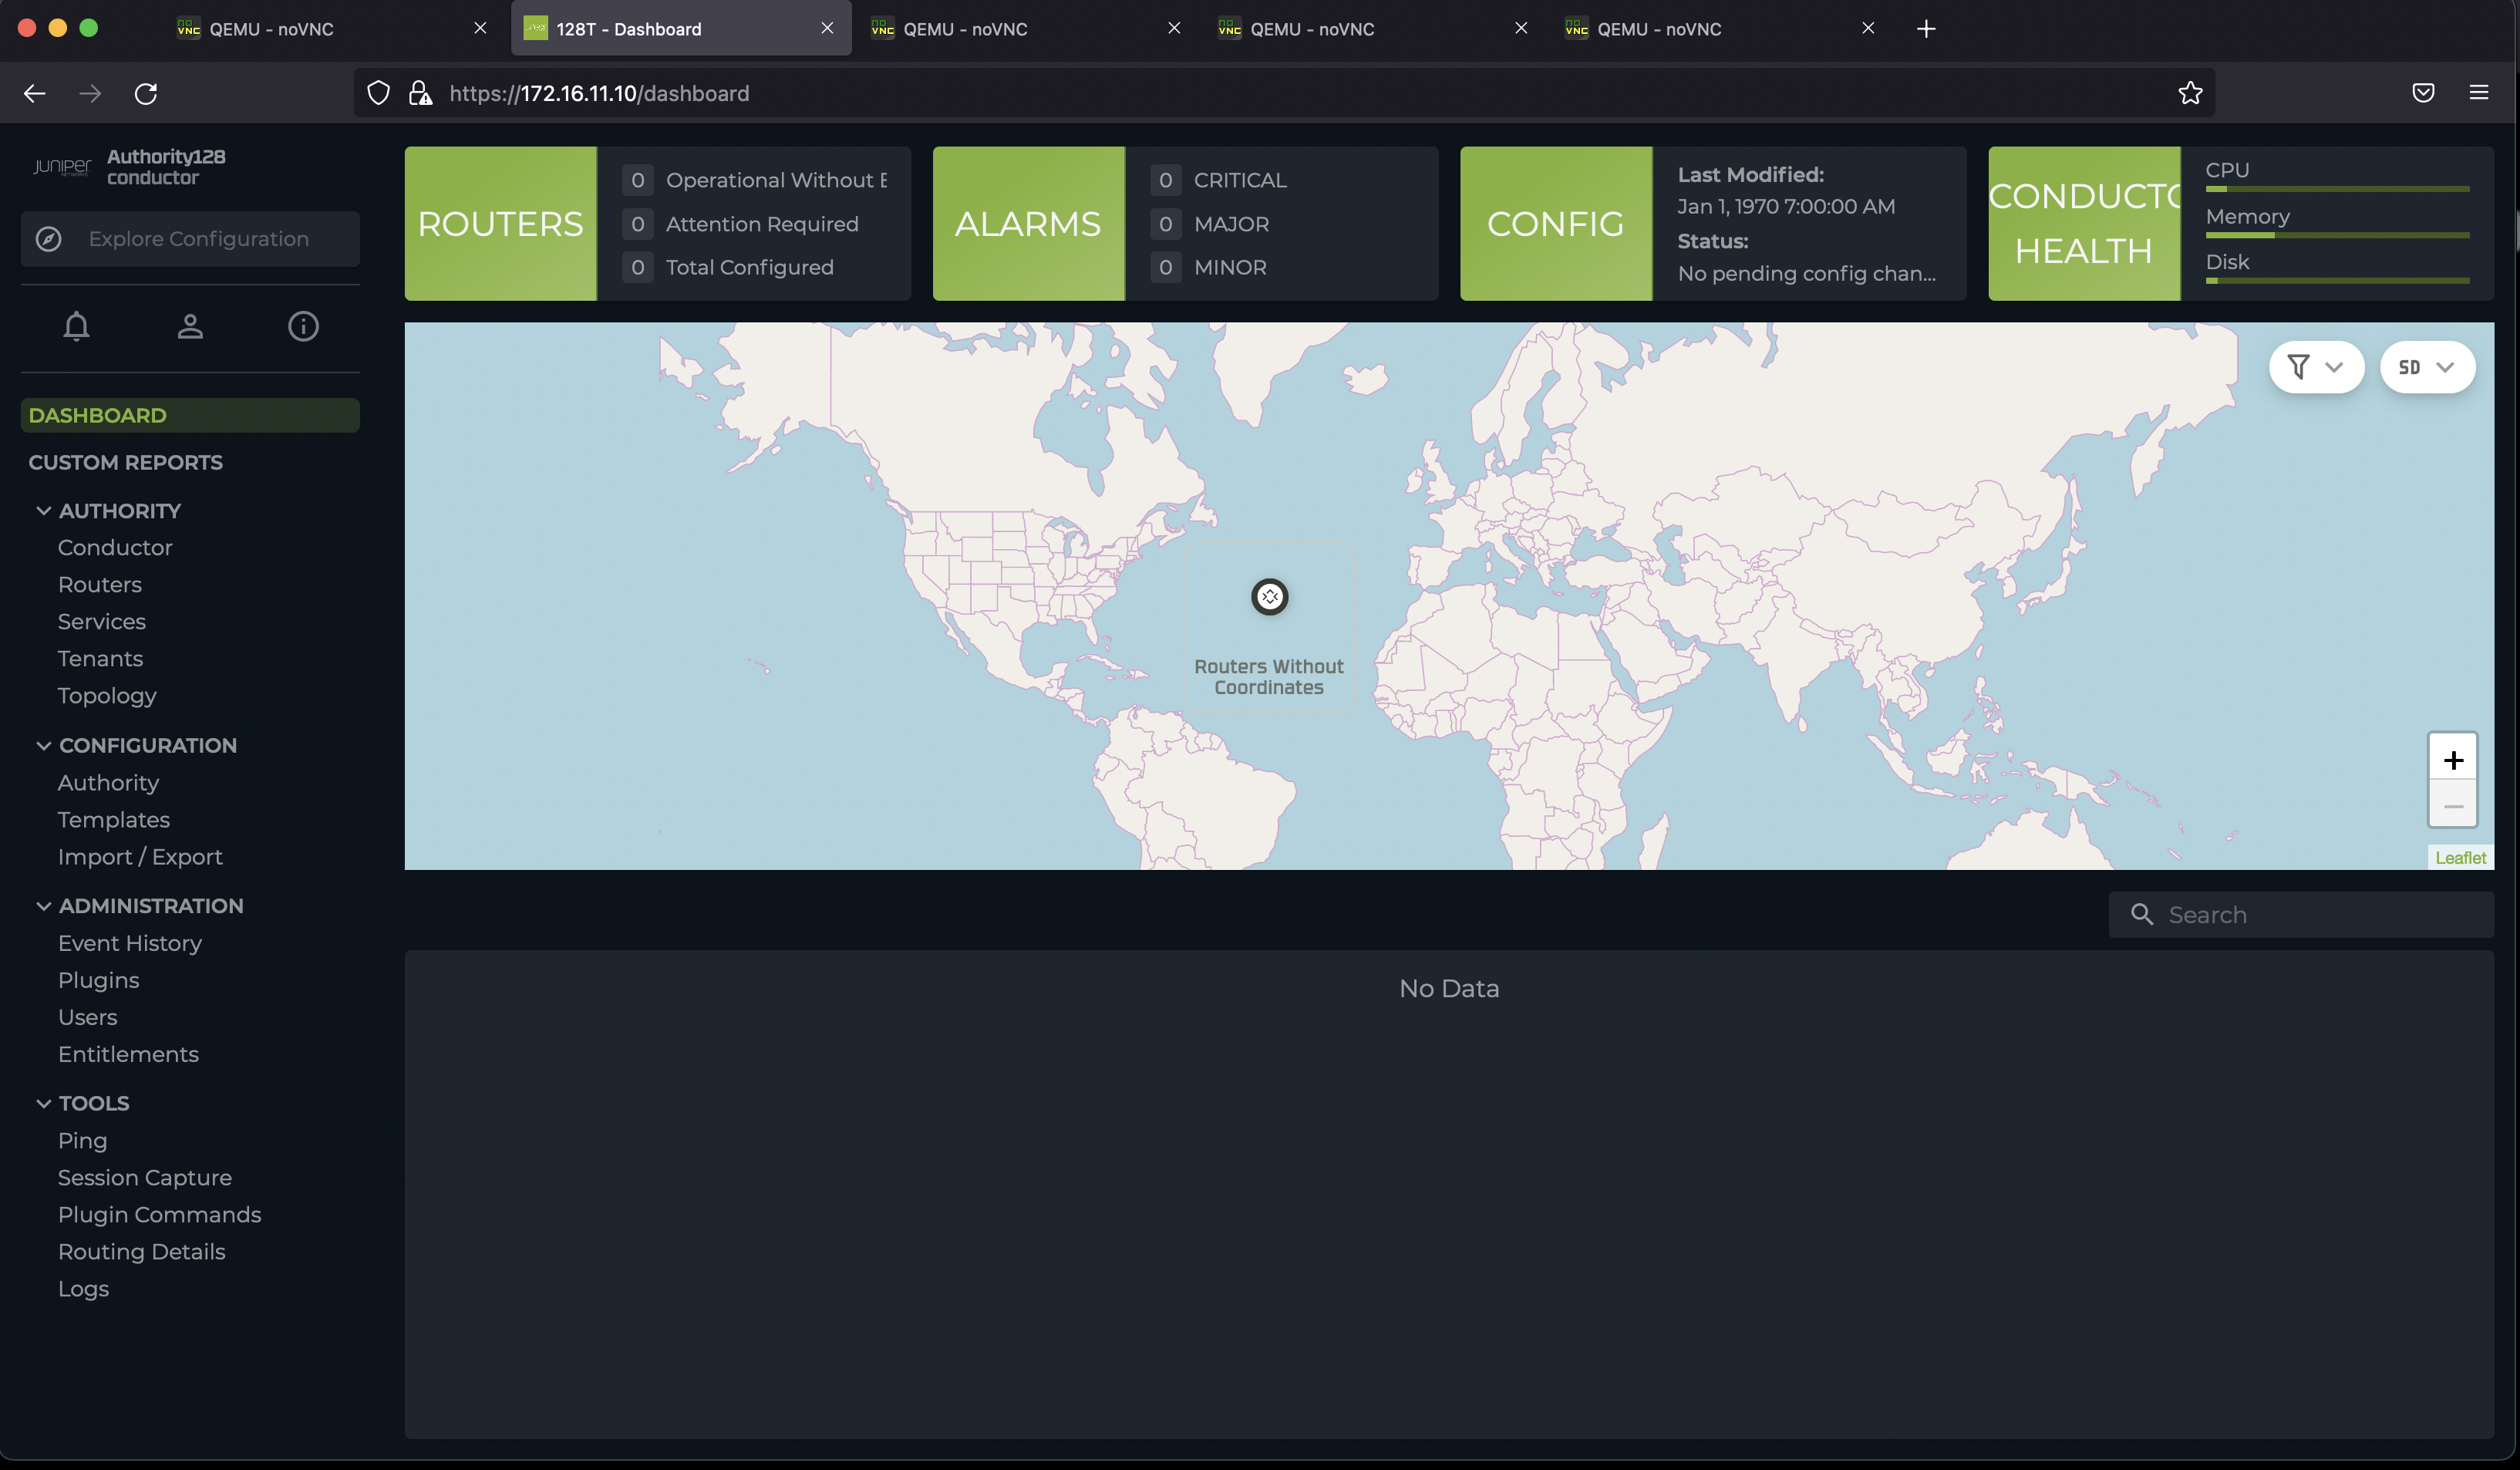 QEMU - noVNC
128T - Dashboard
QEMU - noVNC
QEMU - noVNC
QEMU - noVNC
https://172.16.11.10/dashboard
JUNIPER
NETWORKS
Authority128
conductor
Explore Configuration
DASHBOARD
CUSTOM REPORTS
AUTHORITY
Conductor
Routers
Services
Tenants
Topology
CONFIGURATION
Authority
Templates
Import / Export
ADMINISTRATION
Event History
Plugins
Users
Entitlements
TOOLS
Ping
Session Capture
Plugin Commands
Routing Details
Logs
ROUTERS
0 Operational Without E
0 Attention Required
0 Total Configured
ALARMS
0 CRITICAL
0 MAJOR
0 MINOR
CONFIG
Last Modified:
Jan 1, 1970 7:00:00 AM
Status:
No pending config chan...
CONDUCTO
HEALTH
CPU
Memory
Disk
SD
Routers Without
Coordinates
+
−
Leaflet
Search
No Data